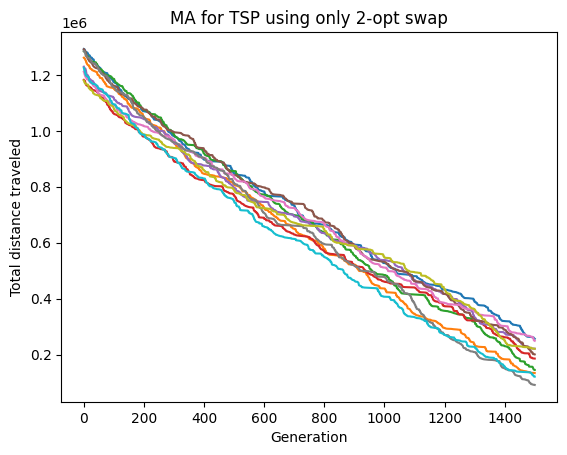 MA for TSP using only 2-opt swap
1e6
Total distance traveled
1.2
1.0
0.8
0.6
0.4
0.2
0 200 400 600 800 1000 1200 1400
Generation